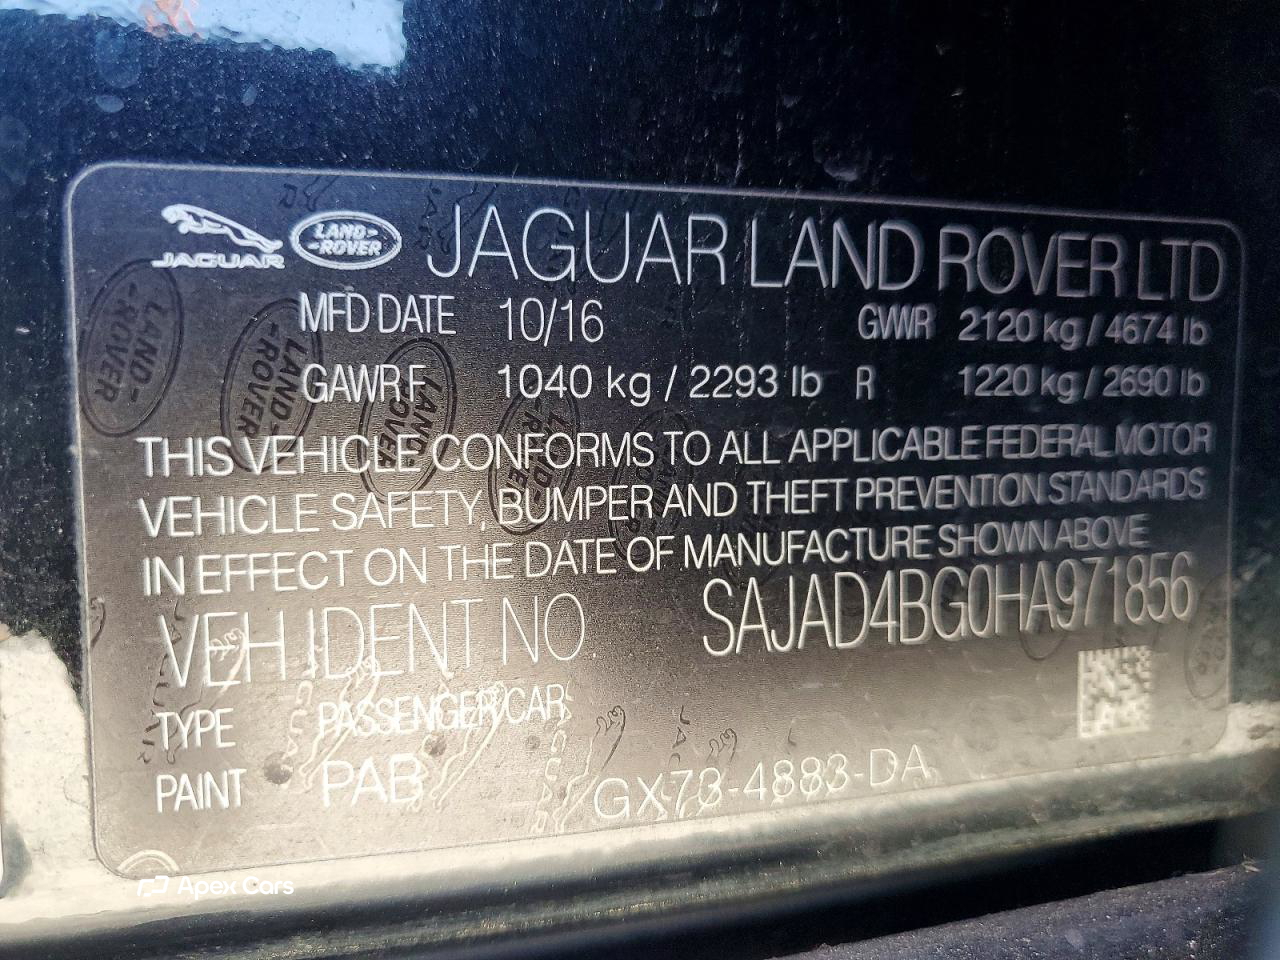 JAGUAR LAND-ROVER JAGUAR LAND ROVER LTD
MFD DATE 10/16 GWR 2120 kg / 4674 lb
GAWR F 1040 kg / 2293 lb R 1220 kg / 2690 lb
THIS VEHICLE CONFORMS TO ALL APPLICABLE FEDERAL MOTOR
VEHICLE SAFETY, BUMPER AND THEFT PREVENTION STANDARDS
IN EFFECT ON THE DATE OF MANUFACTURE SHOWN ABOVE
VEH IDENT NO. SAJAD4BG0HA971856
TYPE PASSENGER CAR
PAINT PAB GX73-4883-DA
Apex Cars